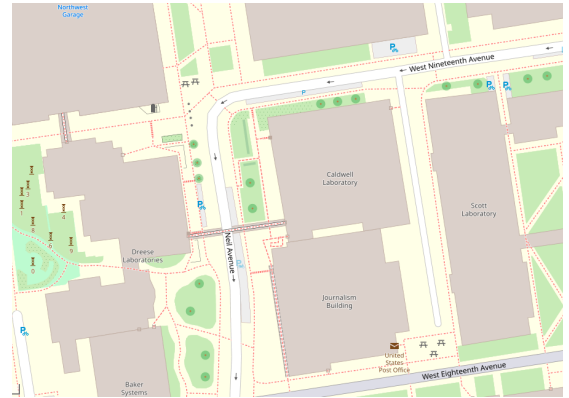 Northwest
Garage
P
West Nineteenth Avenue
P
P
P
Caldwell
Laboratory
Scott
Laboratory
P
Neil Avenue
Dreese
Laboratories
Journalism
Building
P
United
States
Post Office
West Eighteenth Avenue
Baker
Systems